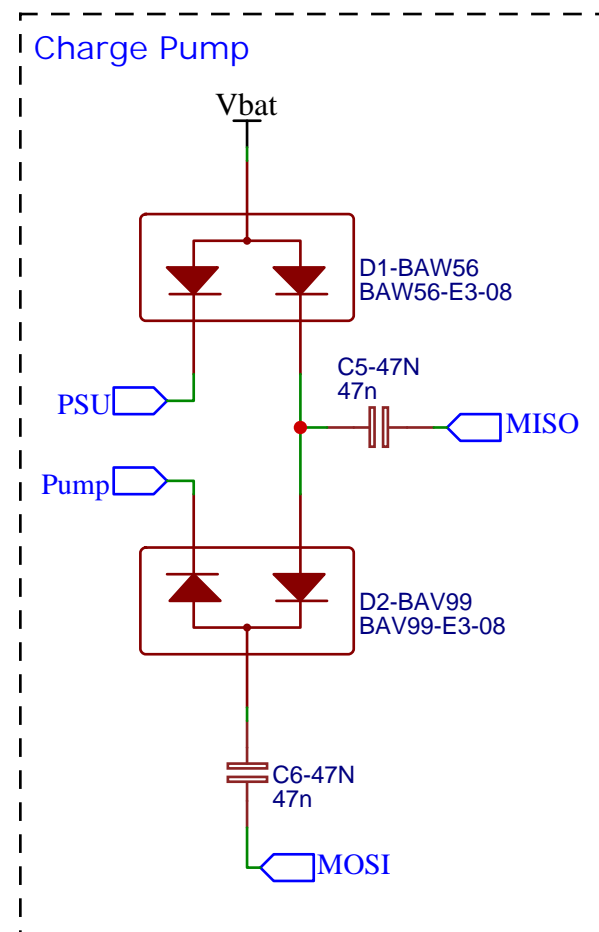 Charge Pump
Vbat
D1-BAW56
BAW56-E3-08
C5-47N
47n
PSU
MISO
Pump
D2-BAV99
BAV99-E3-08
C6-47N
47n
MOSI